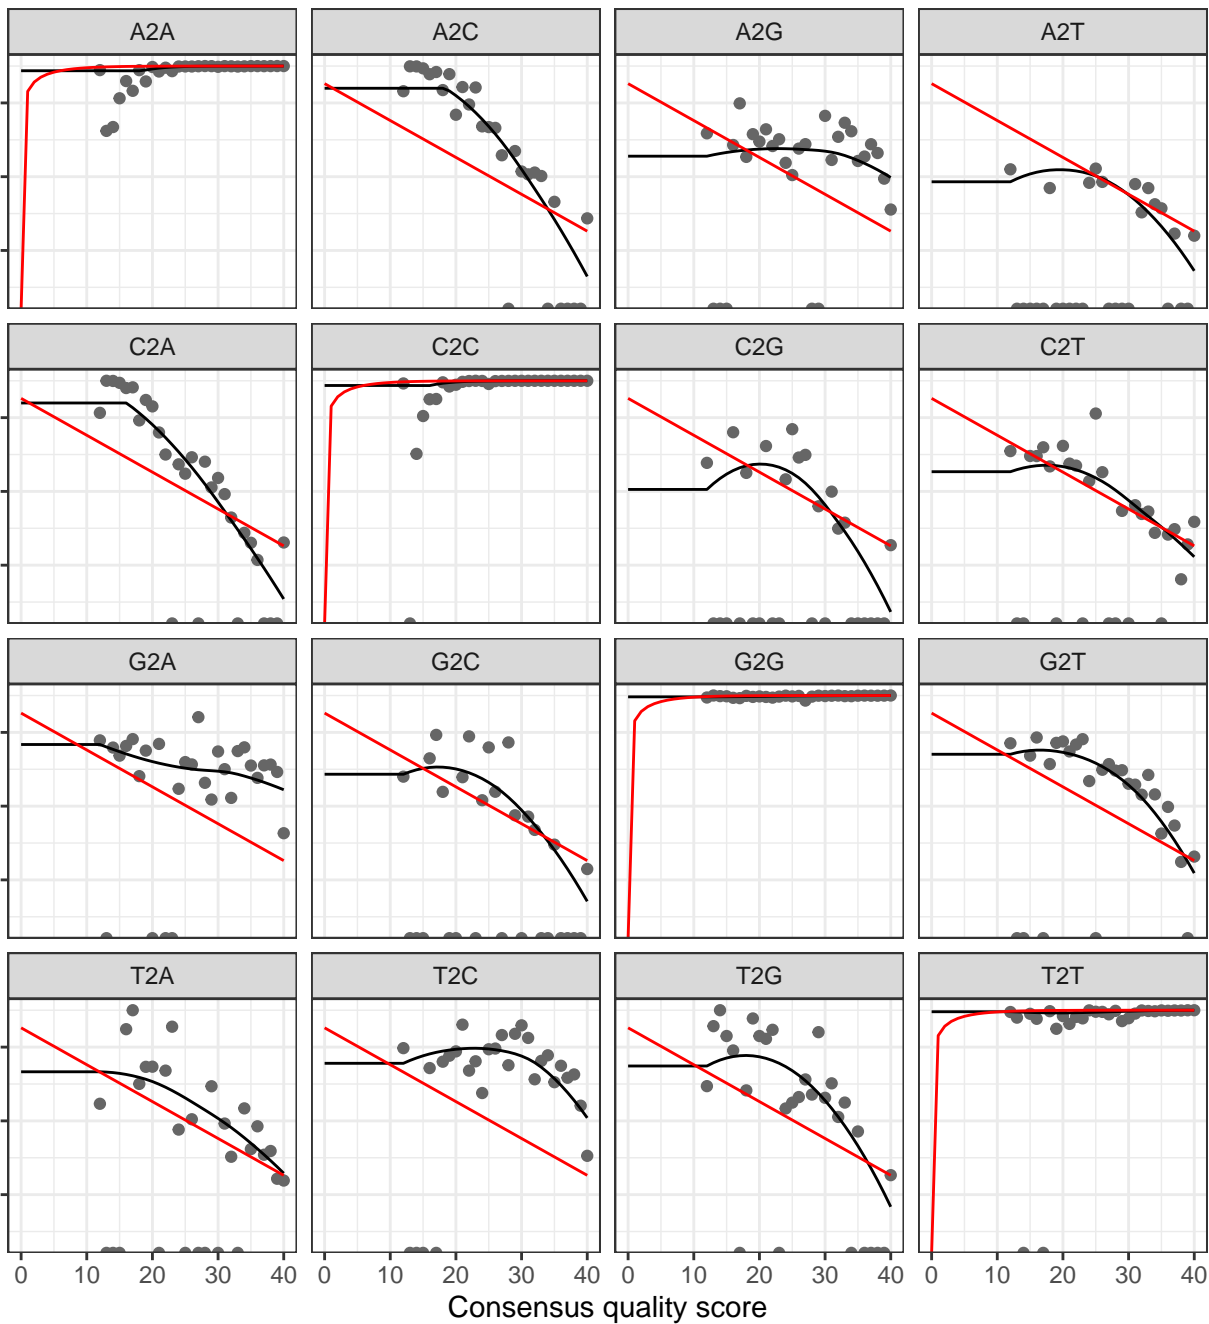 A2A A2C A2G A2T
C2A C2C C2G C2T
G2A G2C G2G G2T
T2A T2C T2G T2T
0 10 20 30 40 0 10 20 30 40 0 10 20 30 40 0 10 20 30 40
Consensus quality score